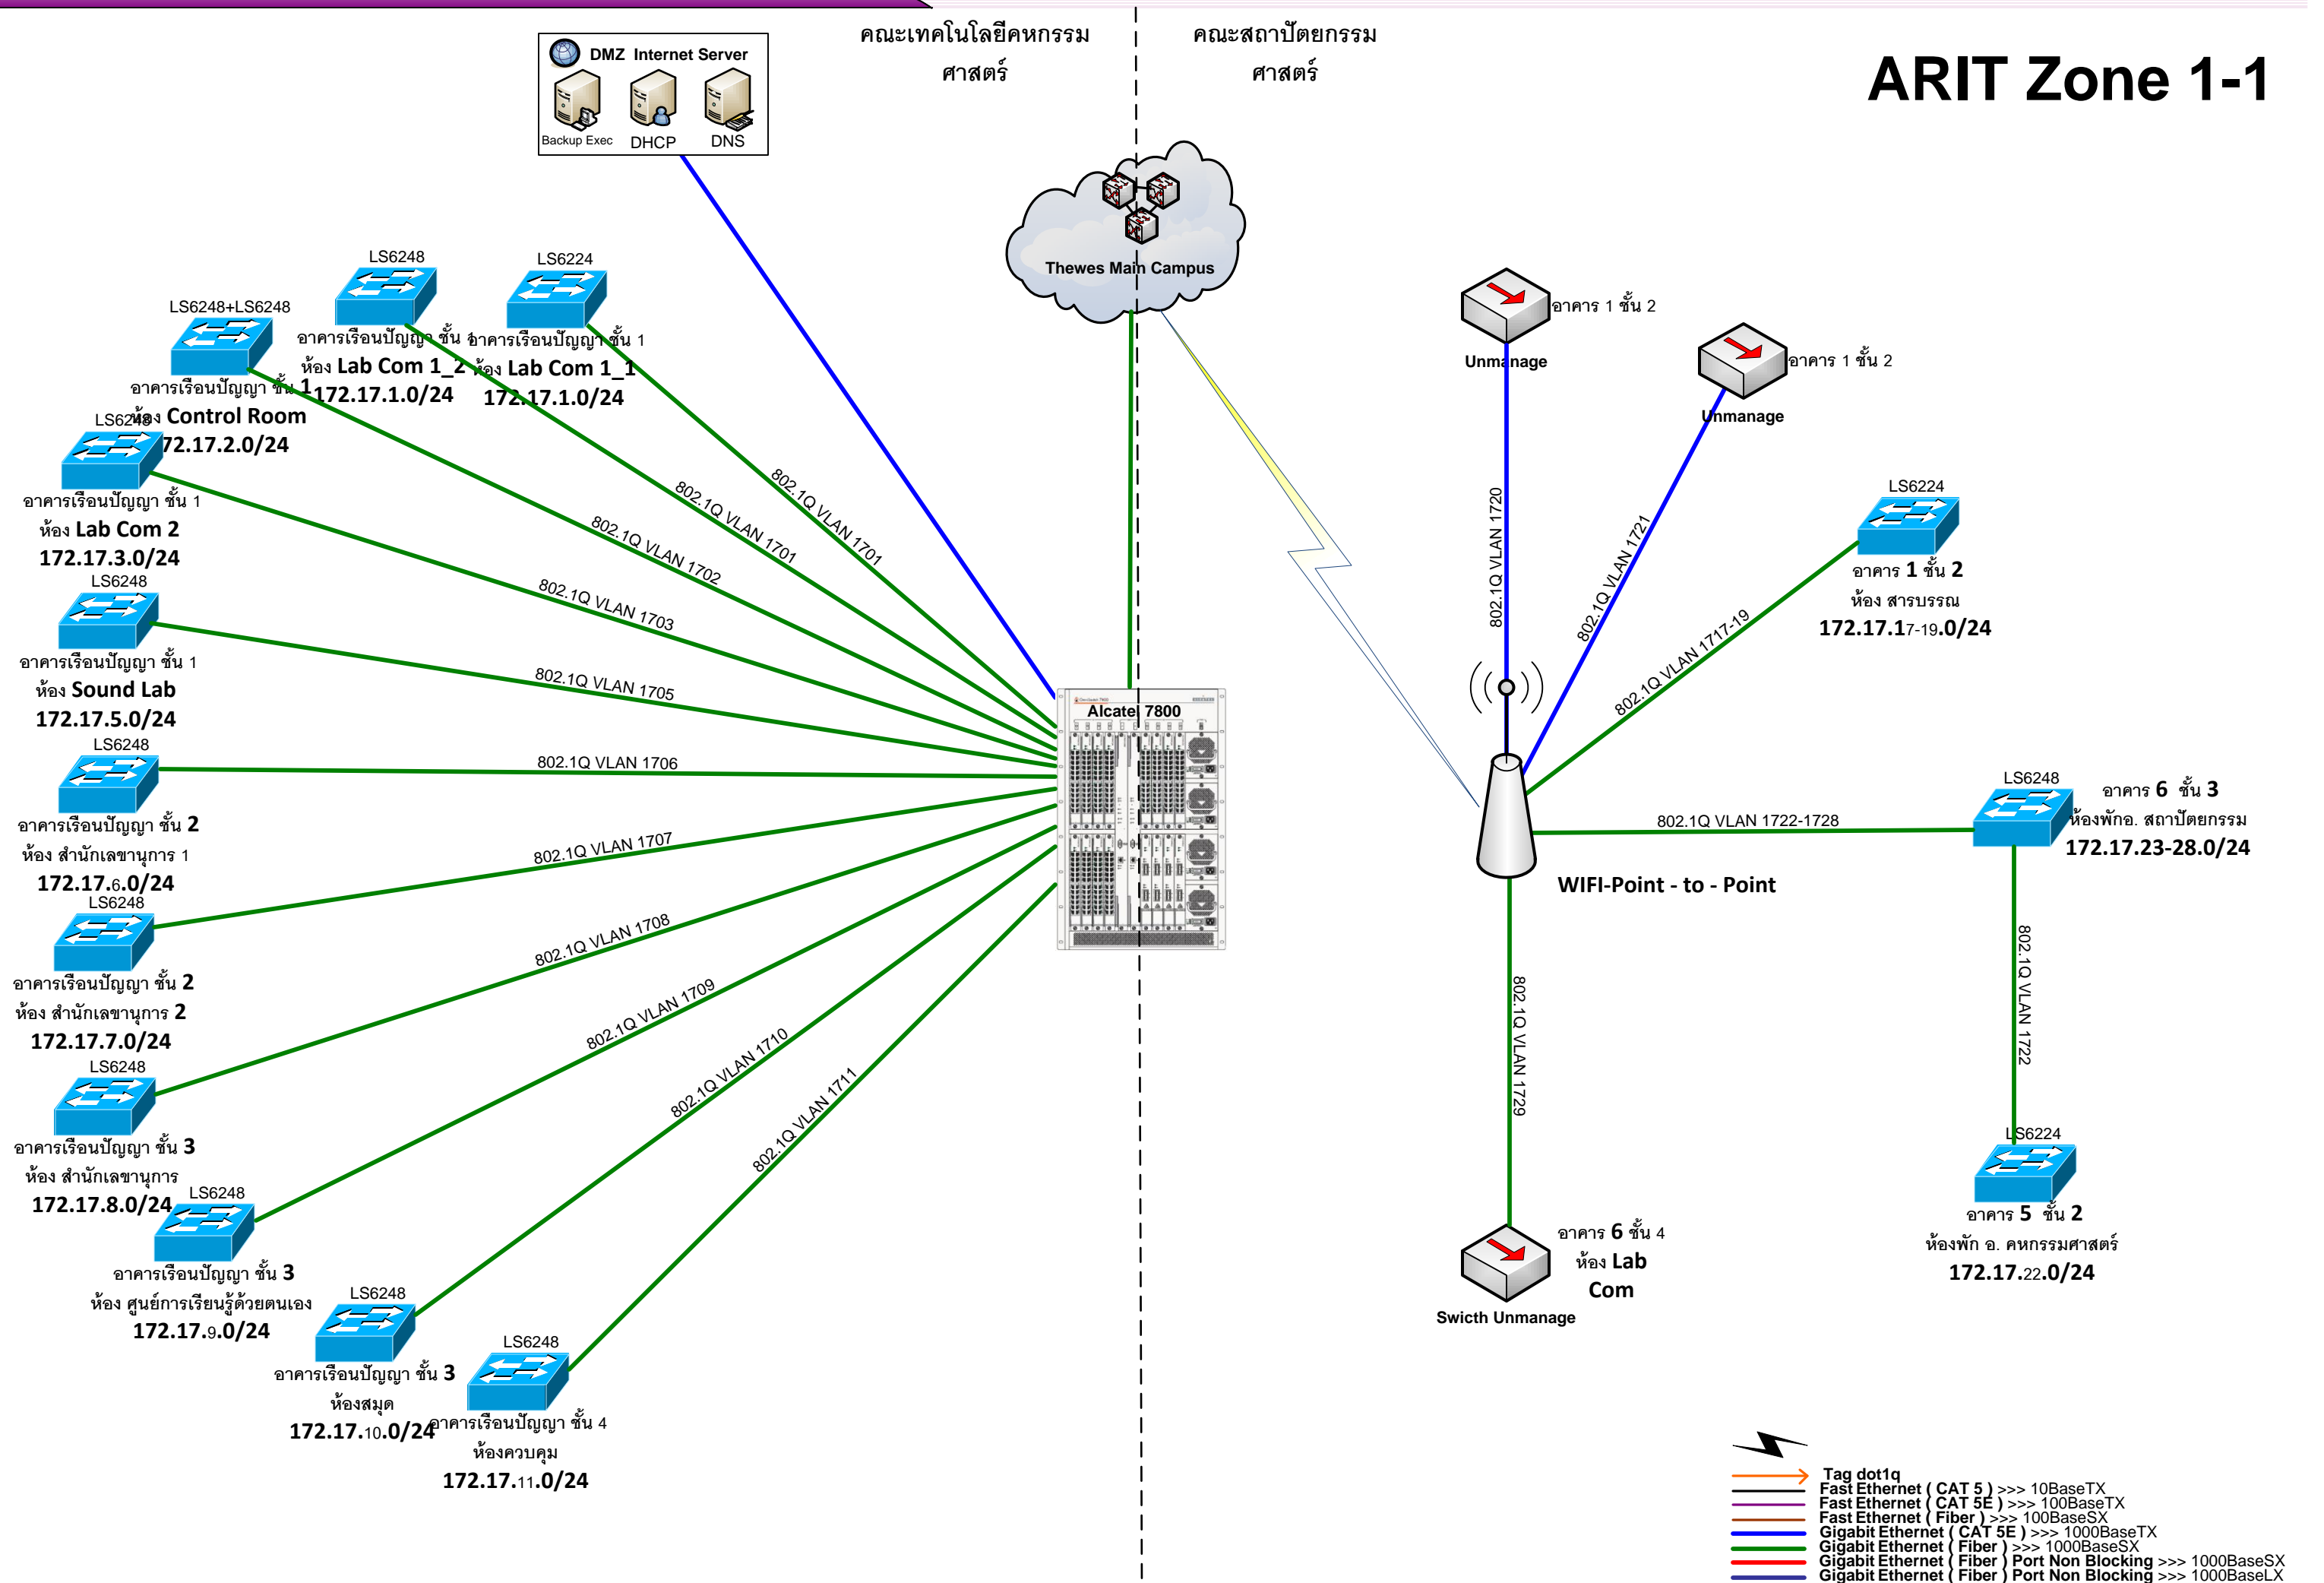 คณะเทคโนโลยีคหกรรม
ศาสตร์
คณะสถาปัตยกรรม
ศาสตร์
ARIT Zone 1-1
DMZ Internet Server
Backup Exec
DHCP
DNS
Thewes Main Campus
LS6224
อาคารเรือนปัญญา ชั้น 1
ห้อง Lab Com 1_1
172.17.1.0/24
LS6248
อาคารเรือนปัญญา ชั้น 1
ห้อง Lab Com 1_2
172.17.1.0/24
LS6248+LS6248
อาคารเรือนปัญญา ชั้น 1
ห้อง Control Room
172.17.2.0/24
LS6248
อาคารเรือนปัญญา ชั้น 1
ห้อง Lab Com 2
172.17.3.0/24
LS6248
อาคารเรือนปัญญา ชั้น 1
ห้อง Sound Lab
172.17.5.0/24
LS6248
อาคารเรือนปัญญา ชั้น 2
ห้อง สำนักเลขานุการ 1
172.17.6.0/24
LS6248
อาคารเรือนปัญญา ชั้น 2
ห้อง สำนักเลขานุการ 2
172.17.7.0/24
LS6248
อาคารเรือนปัญญา ชั้น 3
ห้อง สำนักเลขานุการ
172.17.8.0/24
LS6248
อาคารเรือนปัญญา ชั้น 3
ห้อง ศูนย์การเรียนรู้ด้วยตนเอง
172.17.9.0/24
LS6248
อาคารเรือนปัญญา ชั้น 3
ห้องสมุด
172.17.10.0/24
LS6248
อาคารเรือนปัญญา ชั้น 4
ห้องควบคุม
172.17.11.0/24
802.1Q VLAN 1701
802.1Q VLAN 1701
802.1Q VLAN 1702
802.1Q VLAN 1703
802.1Q VLAN 1705
802.1Q VLAN 1706
802.1Q VLAN 1707
802.1Q VLAN 1708
802.1Q VLAN 1709
802.1Q VLAN 1710
802.1Q VLAN 1711
Alcatel 7800
อาคาร 1 ชั้น 2
Unmanage
อาคาร 1 ชั้น 2
Unmanage
802.1Q VLAN 1720
802.1Q VLAN 1721
802.1Q VLAN 1717-19
LS6224
อาคาร 1 ชั้น 2
ห้อง สารบรรณ
172.17.17-19.0/24
802.1Q VLAN 1722-1728
LS6248
อาคาร 6 ชั้น 3
ห้องพักอ. สถาปัตยกรรม
172.17.23-28.0/24
WIFI-Point - to - Point
802.1Q VLAN 1722
802.1Q VLAN 1729
LS6224
อาคาร 5 ชั้น 2
ห้องพัก อ. คหกรรมศาสตร์
172.17.22.0/24
อาคาร 6 ชั้น 4
ห้อง Lab
Com
Swicth Unmanage
Tag dot1q
Fast Ethernet ( CAT 5 ) >>> 10BaseTX
Fast Ethernet ( CAT 5E ) >>> 100BaseTX
Fast Ethernet ( Fiber ) >>> 100BaseSX
Gigabit Ethernet ( CAT 5E ) >>> 1000BaseTX
Gigabit Ethernet ( Fiber ) >>> 1000BaseSX
Gigabit Ethernet ( Fiber ) Port Non Blocking >>> 1000BaseSX
Gigabit Ethernet ( Fiber ) Port Non Blocking >>> 1000BaseLX